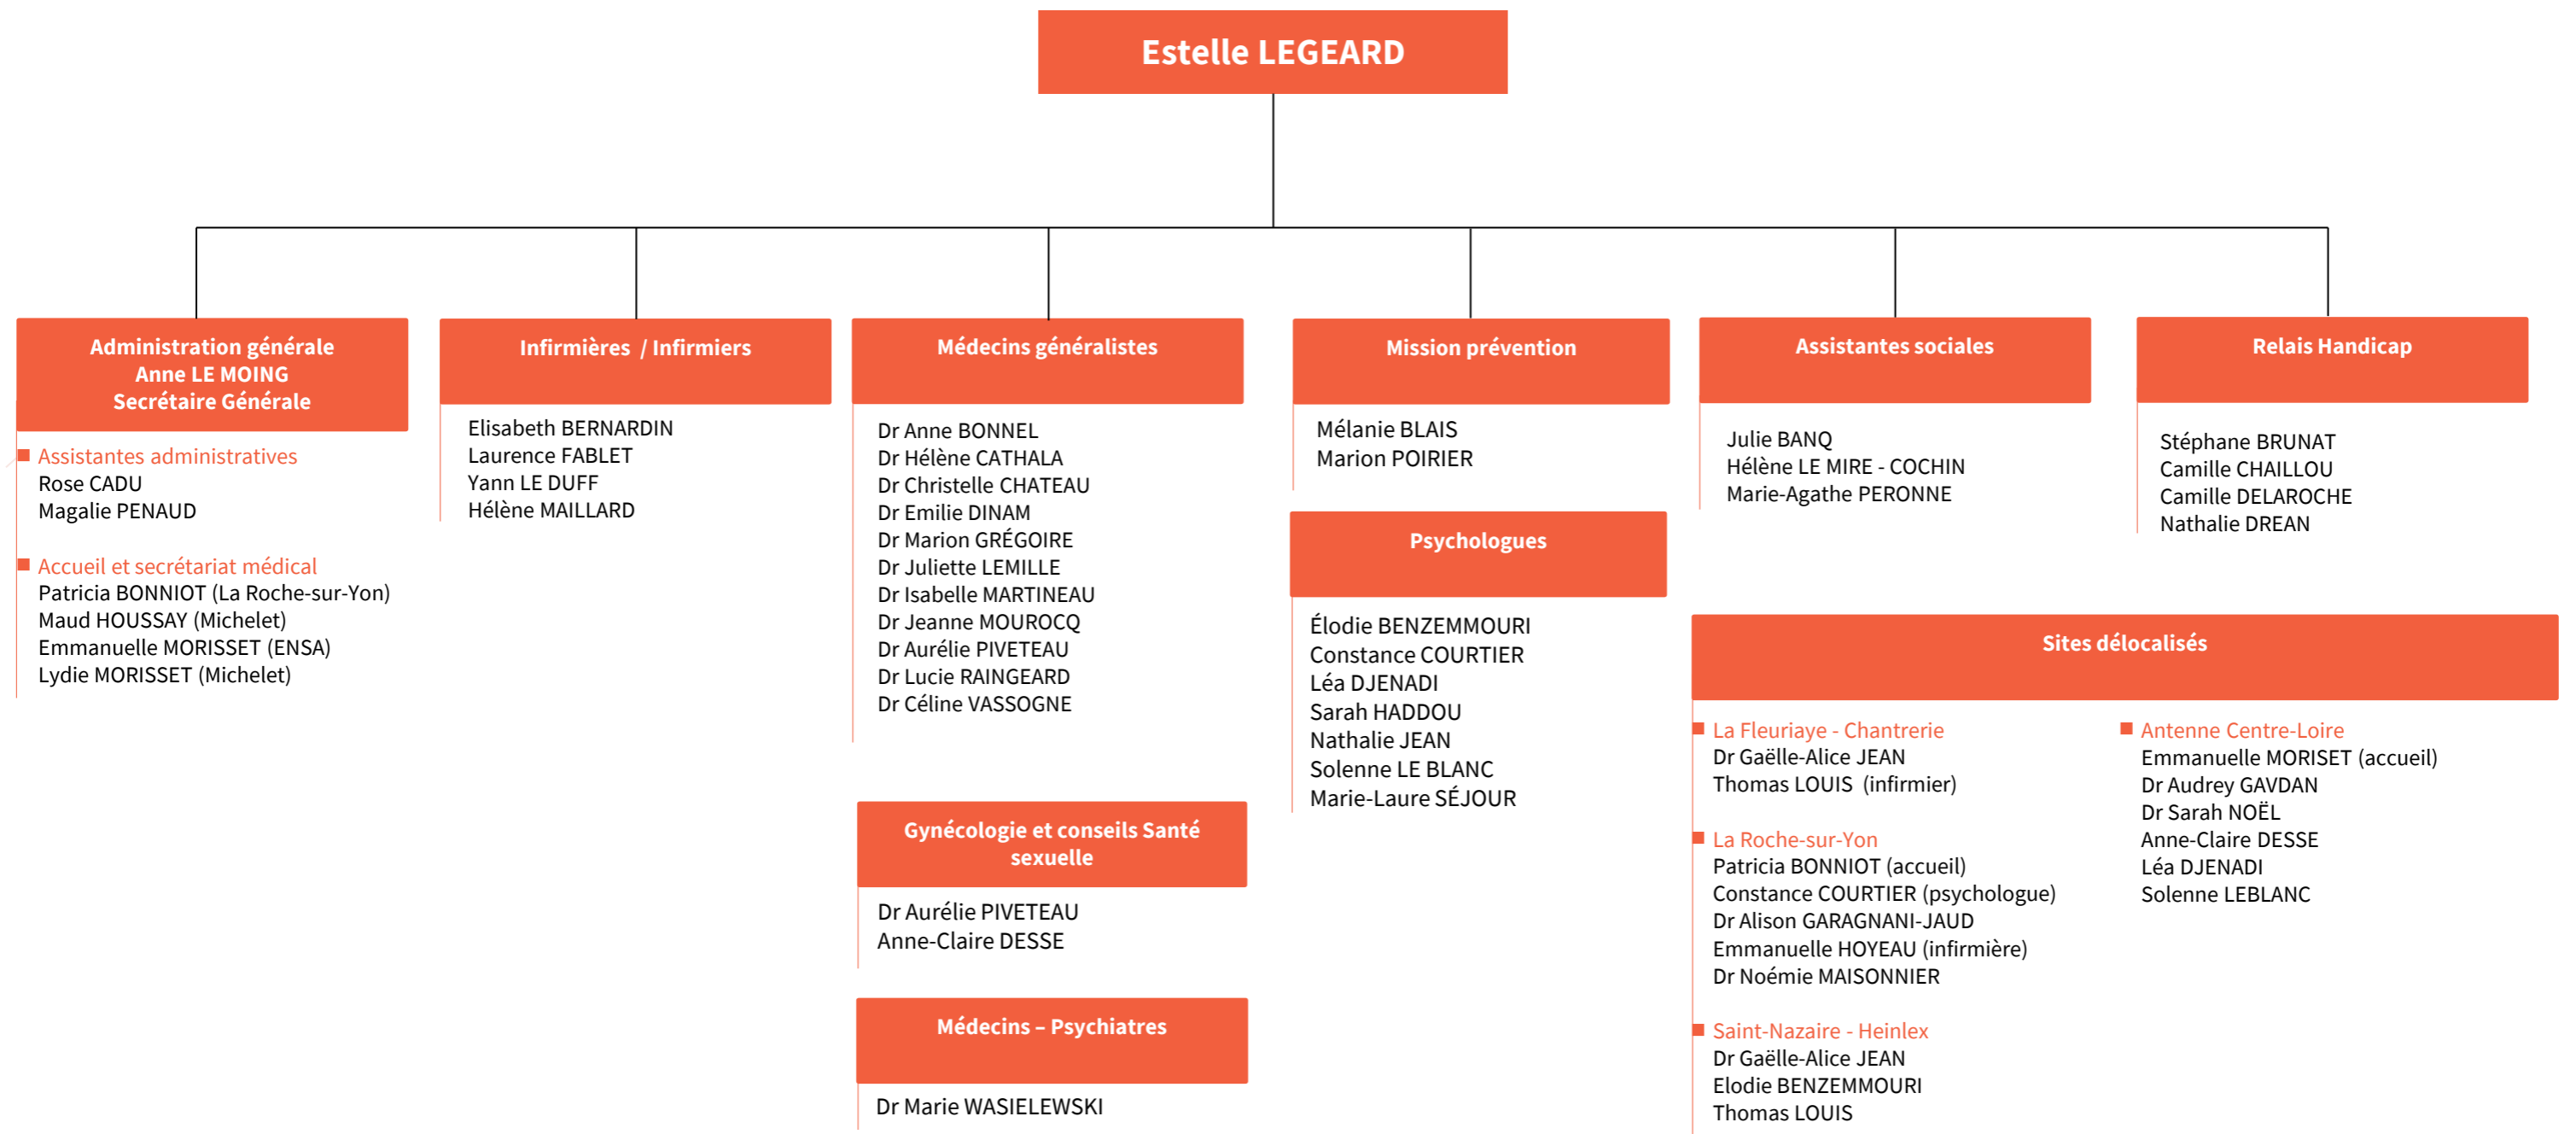 Estelle LEGEARD
Administration générale
Anne LE MOING
Secrétaire Générale
Assistantes administratives
Rose CADU
Magalie PENAUD
Accueil et secrétariat médical
Patricia BONNIOT (La Roche-sur-Yon)
Maud HOUSSAY (Michelet)
Emmanuelle MORISSET (ENSA)
Lydie MORISSET (Michelet)
Infirmières / Infirmiers
Elisabeth BERNARDIN
Laurence FABLET
Yann LE DUFF
Hélène MAILLARD
Médecins généralistes
Dr Anne BONNEL
Dr Hélène CATHALA
Dr Christelle CHATEAU
Dr Emilie DINAM
Dr Marion GRÉGOIRE
Dr Juliette LEMILLE
Dr Isabelle MARTINEAU
Dr Jeanne MOUROCQ
Dr Aurélie PIVETEAU
Dr Lucie RAINGEARD
Dr Céline VASSOGNE
Gynécologie et conseils Santé
sexuelle
Dr Aurélie PIVETEAU
Anne-Claire DESSE
Médecins – Psychiatres
Dr Marie WASIELEWSKI
Mission prévention
Mélanie BLAIS
Marion POIRIER
Psychologues
Élodie BENZEMMOURI
Constance COURTIER
Léa DJENADI
Sarah HADDOU
Nathalie JEAN
Solenne LE BLANC
Marie-Laure SÉJOUR
Assistantes sociales
Julie BANQ
Hélène LE MIRE - COCHIN
Marie-Agathe PERONNE
Relais Handicap
Stéphane BRUNAT
Camille CHAILLOU
Camille DELAROCHE
Nathalie DREAN
Sites délocalisés
La Fleuriaye - Chantrerie
Dr Gaëlle-Alice JEAN
Thomas LOUIS (infirmier)
La Roche-sur-Yon
Patricia BONNIOT (accueil)
Constance COURTIER (psychologue)
Dr Alison GARAGNANI-JAUD
Emmanuelle HOYEAU (infirmière)
Dr Noémie MAISONNIER
Saint-Nazaire - Heinlex
Dr Gaëlle-Alice JEAN
Elodie BENZEMMOURI
Thomas LOUIS
Antenne Centre-Loire
Emmanuelle MORISET (accueil)
Dr Audrey GAVDAN
Dr Sarah NOËL
Anne-Claire DESSE
Léa DJENADI
Solenne LEBLANC